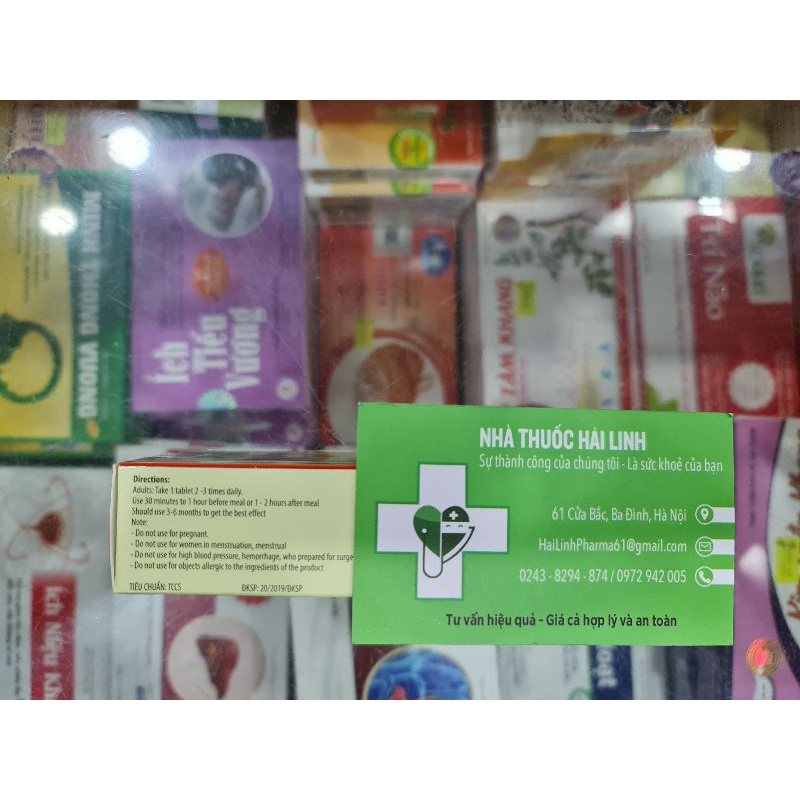 MINH THÔNG VƯƠNG
Ích
Tiểu
Vương
TÂM KHANG
Trí Não
NHÀ THUỐC HẢI LINH
Sự thành công của chúng tôi - Là sức khoẻ của bạn
61 Cửa Bắc, Ba Đình, Hà Nội
HaiLinhPharma61@gmail.com
0243 - 8294 - 874 / 0972 942 005
Tư vấn hiệu quả - Giá cả hợp lý và an toàn
Directions:
Adults: Take 1 tablet 2 -3 times daily.
Use 30 minutes to 1 hour before meal or 1 - 2 hours after meal
Should use 3-6 months to get the best effect
Note:
- Do not use for pregnant.
- Do not use for women in menstruation, menstrual
- Do not use for high blood pressure, hemorrhage, who prepared for surge
- Do not use for objects allergic to the ingredients of the product
TIÊU CHUẨN: TCCS ĐKSP: 20/2019/ĐKSP
Ích Niệu Kh